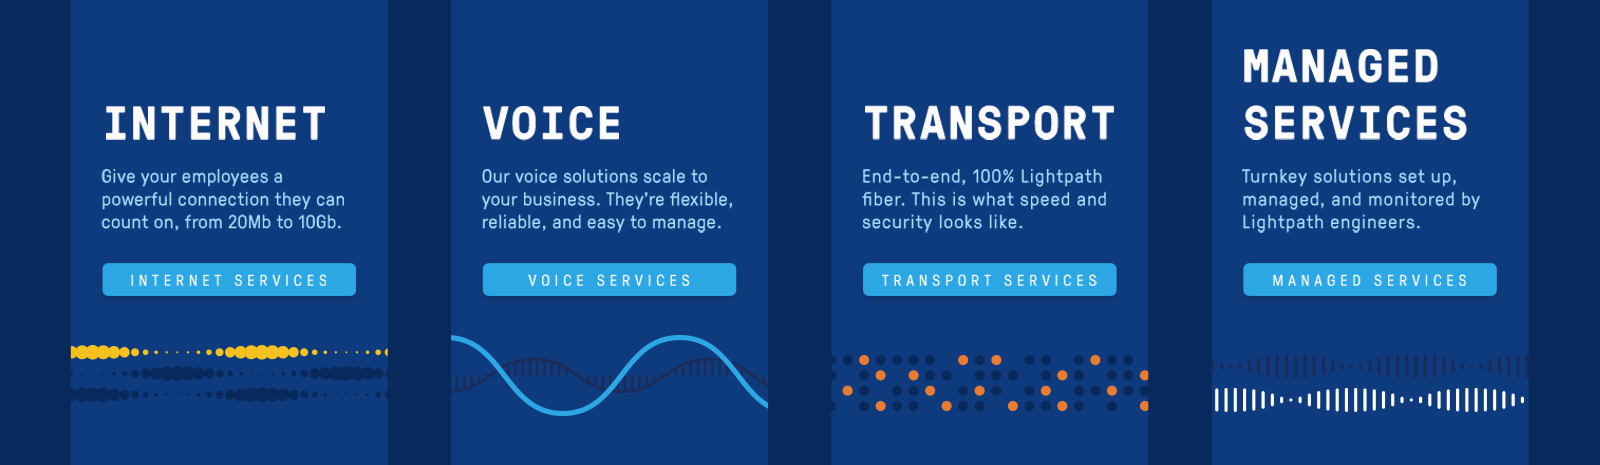 INTERNET
Give your employees a
powerful connection they can
count on, from 20Mb to 10Gb.
INTERNET SERVICES
VOICE
Our voice solutions scale to
your business. They're flexible,
reliable, and easy to manage.
VOICE SERVICES
TRANSPORT
End-to-end, 100% Lightpath
fiber. This is what speed and
security looks like.
TRANSPORT SERVICES
MANAGED
SERVICES
Turnkey solutions set up,
managed, and monitored by
Lightpath engineers.
MANAGED SERVICES